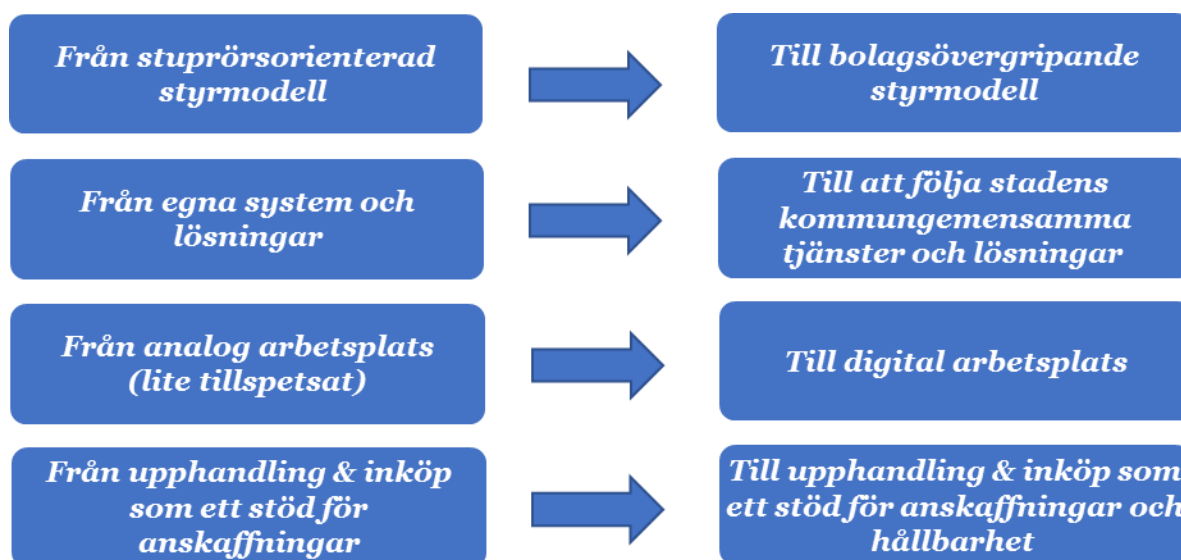 Från stuprörsorienterad
styrmodell
Till bolagsövergripande
styrmodell
Från egna system och
lösningar
Till att följa stadens
kommungemensamma
tjänster och lösningar
Från analog arbetsplats
(lite tillspetsat)
Till digital arbetsplats
Från upphandling & inköp
som ett stöd för
anskaffningar
Till upphandling & inköp som
ett stöd för anskaffningar och
hållbarhet